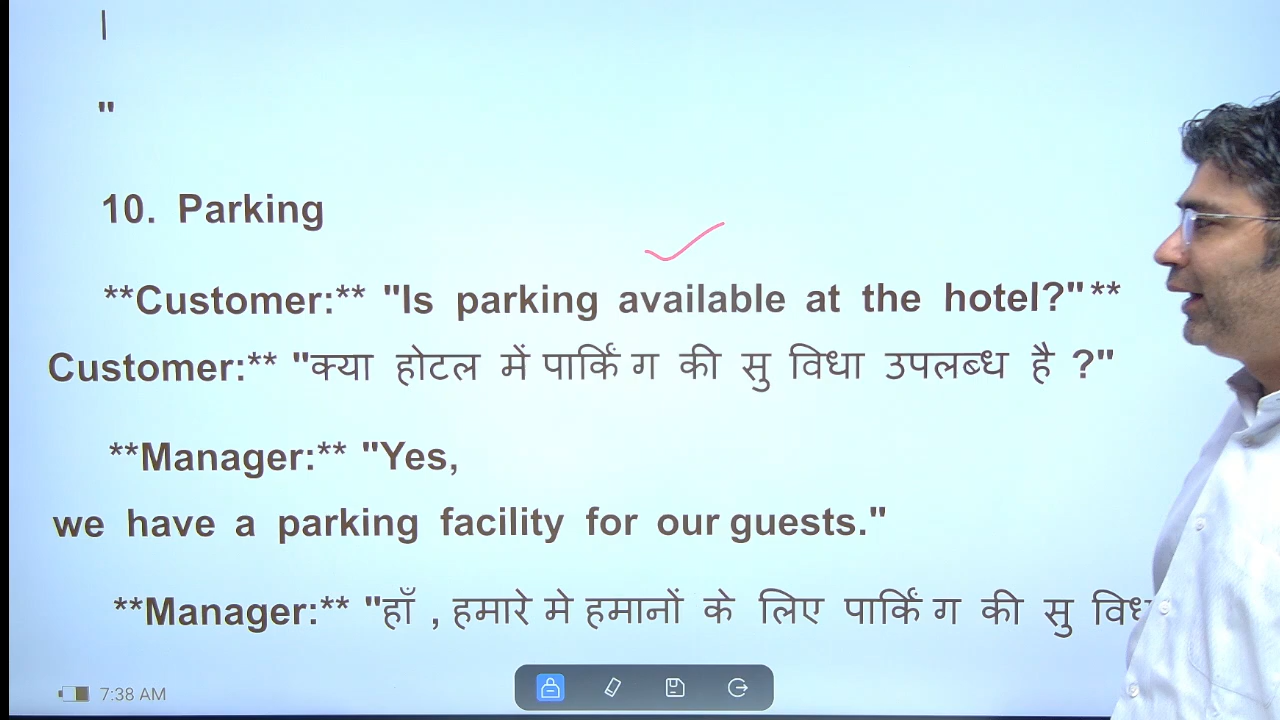 |
"
10. Parking
**Customer:** "Is parking available at the hotel?"**
Customer:** "क्या होटल में पार्किं ग की सु विधा उपलब्ध है ?"
**Manager:** "Yes,
we have a parking facility for our guests."
**Manager:** "हाँ , हमारे मे हमानों के लिए पार्किं ग की सु
7:38 AM